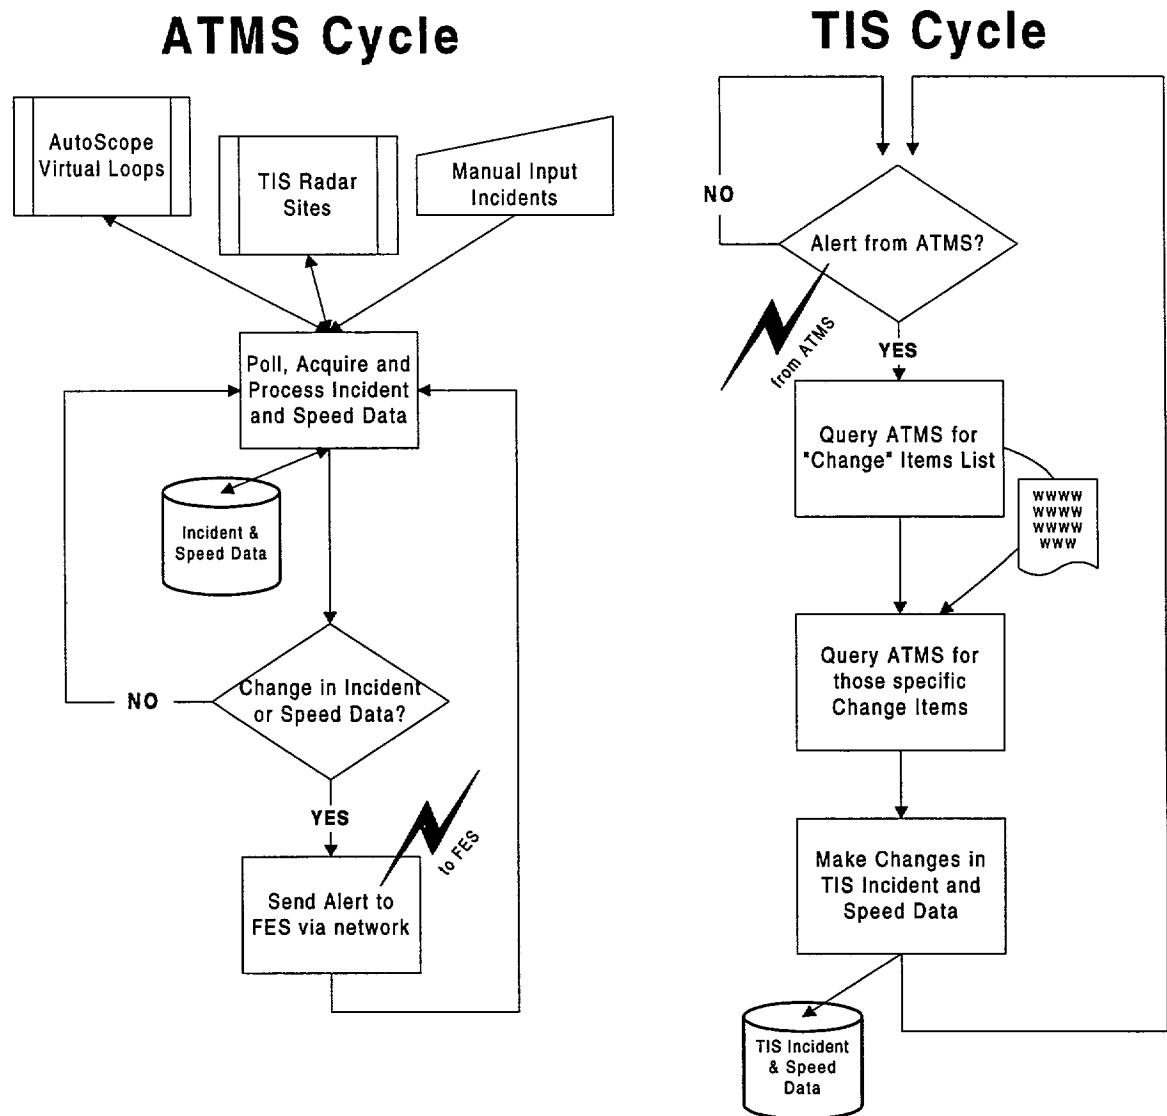 ATMS Cycle
AutoScope
Virtual Loops
TIS Radar
Sites
Manual Input
Incidents
Poll, Acquire and
Process Incident
and Speed Data
Incident &
Speed Data
Change in Incident
or Speed Data?
NO
YES
to FES
Send Alert to
FES via network
TIS Cycle
NO
Alert from ATMS?
from ATMS
YES
Query ATMS for
"Change" Items List
WWWW
WWWW
WWWW
WWW
Query ATMS for
those specific
Change Items
Make Changes in
TIS Incident and
Speed Data
TIS Incident
& Speed
Data